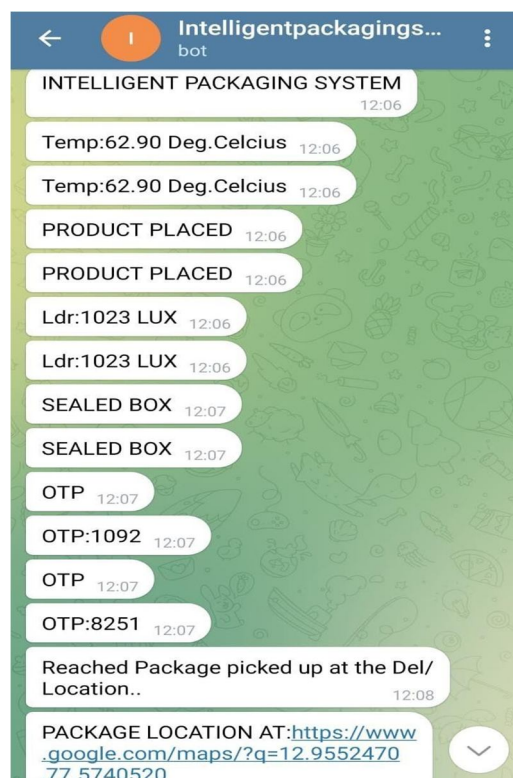 Intelligentpackagings...
I
bot
INTELLIGENT PACKAGING SYSTEM
12:06
Temp:62.90 Deg.Celcius 12:06
Temp:62.90 Deg.Celcius 12:06
PRODUCT PLACED 12:06
PRODUCT PLACED 12:06
Ldr:1023 LUX 12:06
Ldr:1023 LUX 12:06
SEALED BOX 12:07
SEALED BOX 12:07
OTP 12:07
OTP:1092 12:07
OTP 12:07
OTP:8251 12:07
Reached Package picked up at the Del/
Location..
12:08
PACKAGE LOCATION AT:https://www
.google.com/maps/?q=12.9552470
77.5740520